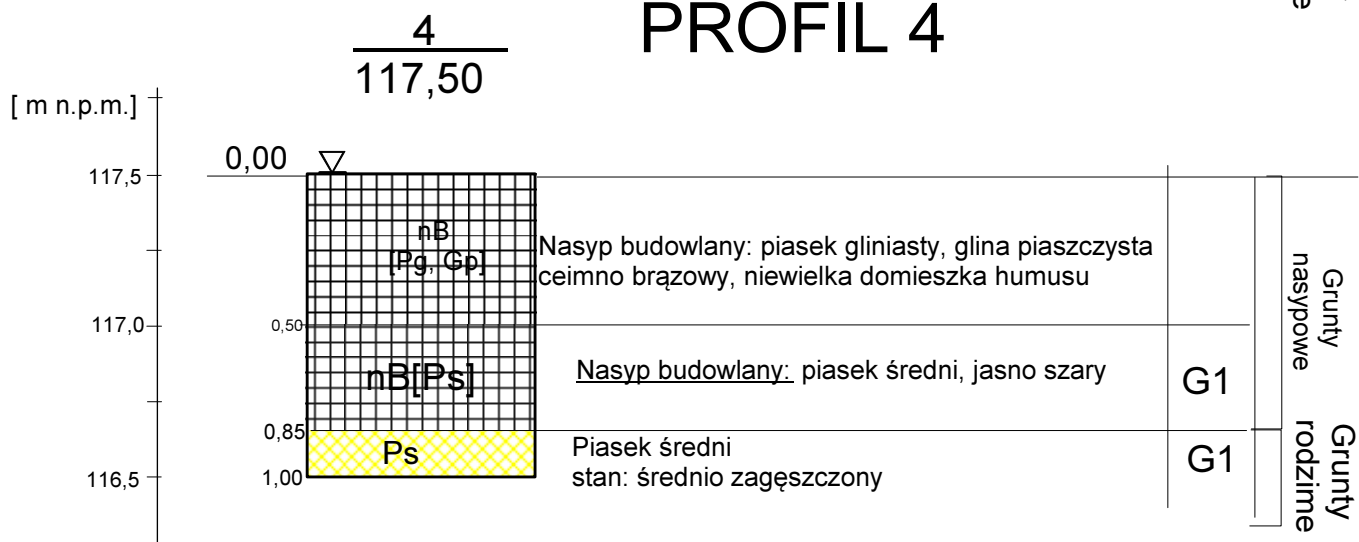 PROFIL 4
4
117,50
[ m n.p.m.]
0,00
117,5
nB
[Pg, Gp]
Nasyp budowlany: piasek gliniasty, glina piaszczysta
ceimno brązowy, niewielka domieszka humusu
Grunty
nasypowe
117,0
0,50
nB[Ps]
Nasyp budowlany: piasek średni, jasno szary
G1
0,85
Ps
Piasek średni
stan: średnio zagęszczony
G1
Grunty
rodzime
116,5
1,00